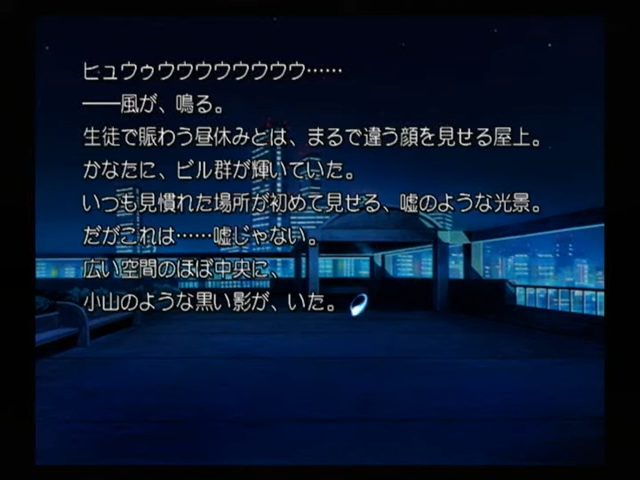 ヒュウゥウウウウウウウウ……
――風が、鳴る。
生徒で賑わう昼休みとは、まるで違う顔を見せる屋上。
かなたに、ビル群が輝いていた。
いつも見慣れた場所が初めて見せる、嘘のような光景。
だがこれは……嘘じゃない。
広い空間のほぼ中央に、
小山のような黒い影が、いた。